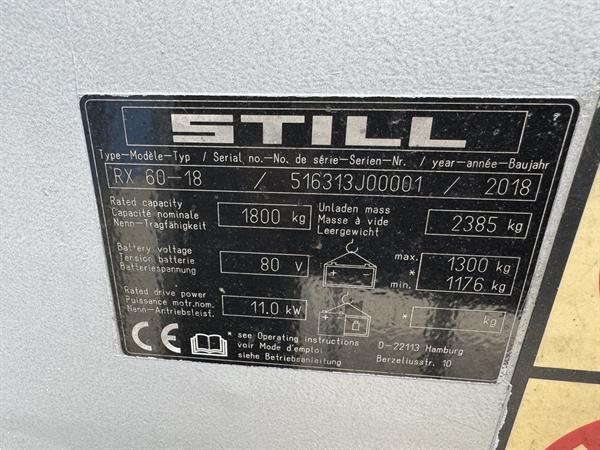 STILL
Type-Modèle-Typ / Serial no.-No. de série-Serien-Nr. / year-année-Baujahr
RX 60-18 / 516313J00001 / 2018
Rated capacity
Capacité nominale
Nenn-Tragfähigkeit
1800 kg
Unladen mass
Masse à vide
Leergewicht
2385 kg
Battery voltage
Tension batterie
Batteriespannung
80 V
max. 1300 kg
*
min. 1176 kg
Rated drive power
Puissance motr.nom.
Nenn-Antriebsleist.
11.0 kW
* kg
CE
* see Operating instructions
voir Mode d'emploi
siehe Betriebsanleitung
D-22113 Hamburg
Berzeliusstr. 10